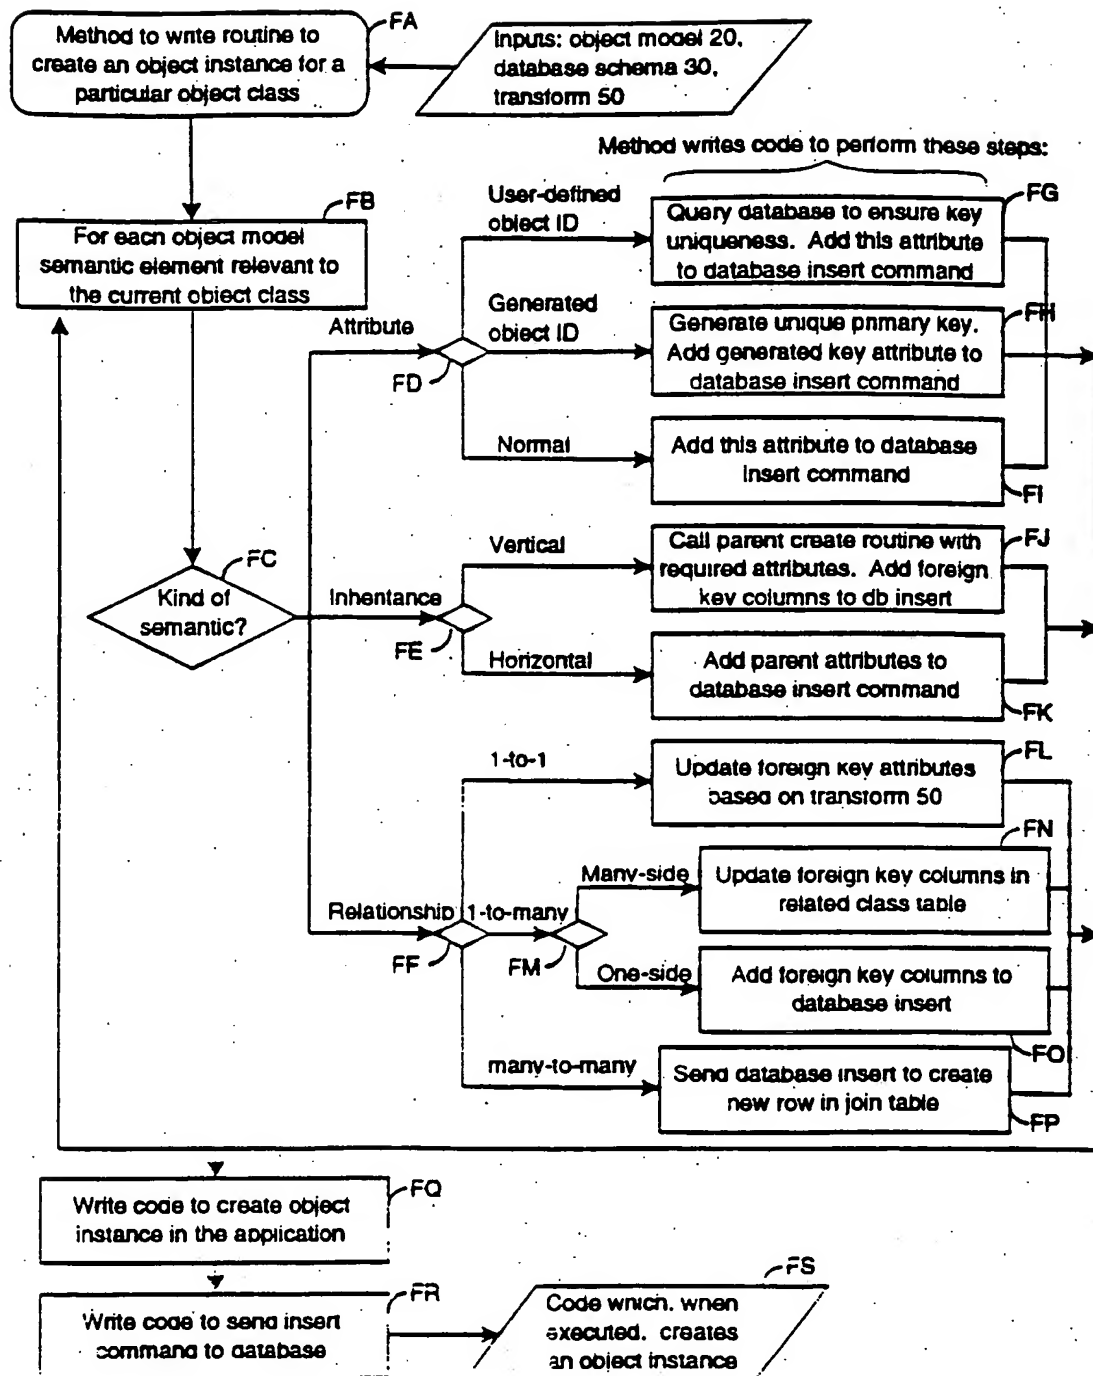 Method to write routine to
create an object instance for a
particular object class
FA
Inputs: object model 20,
database schema 30,
transform 50
Method writes code to perform these steps:
FB
For each object model
semantic element relevant to
the current object class
User-defined
object ID
Query database to ensure key
uniqueness. Add this attribute
to database insert command
FG
Attribute
FD
Generated
object ID
Generate unique primary key.
Add generated key attribute to
database insert command
FH
Normal
Add this attribute to database
insert command
FI
FC
Kind of
semantic?
Inheritance
FE
Vertical
Call parent create routine with
required attributes. Add foreign
key columns to db insert
FJ
Horizontal
Add parent attributes to
database insert command
FK
1-to-1
Update foreign key attributes
based on transform 50
FL
Relationship
FF
1-to-many
FM
Many-side
Update foreign key columns in
related class table
FN
One-side
Add foreign key columns to
database insert
FO
many-to-many
Send database insert to create
new row in join table
FP
Write code to create object
instance in the application
FQ
Write code to send insert
command to database
FR
Code which, when
executed, creates
an object instance
FS